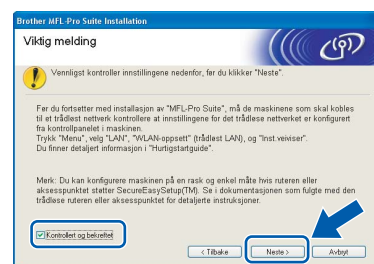 Brother MFL-Pro Suite Installation
Viktig melding
Vennligst kontroller innstillingene nedenfor, før du klikker "Neste".
Før du fortsetter med installasjon av "MFL-Pro Suite", må de maskinene som skal kobles
til et trådløst nettverk kontrollere at innstillingene for det trådløse nettverket er konfigurert
fra kontrollpanelet i maskinen.
Trykk "Menu", velg "LAN", "WLAN-oppsett" (trådløst LAN), og "Inst.veiviser".
Du finner detaljert informasjon i "Hurtigstartguide".
Merk: Du kan konfigurere maskinen på en rask og enkel måte hvis ruteren eller
aksesspunktet støtter SecureEasySetup(TM). Se i dokumentasjonen som fulgte med den
trådløse ruteren eller aksesspunktet for detaljerte instruksjoner.
Kontrollert og bekreftet
< Tilbake
Neste >
Avbryt